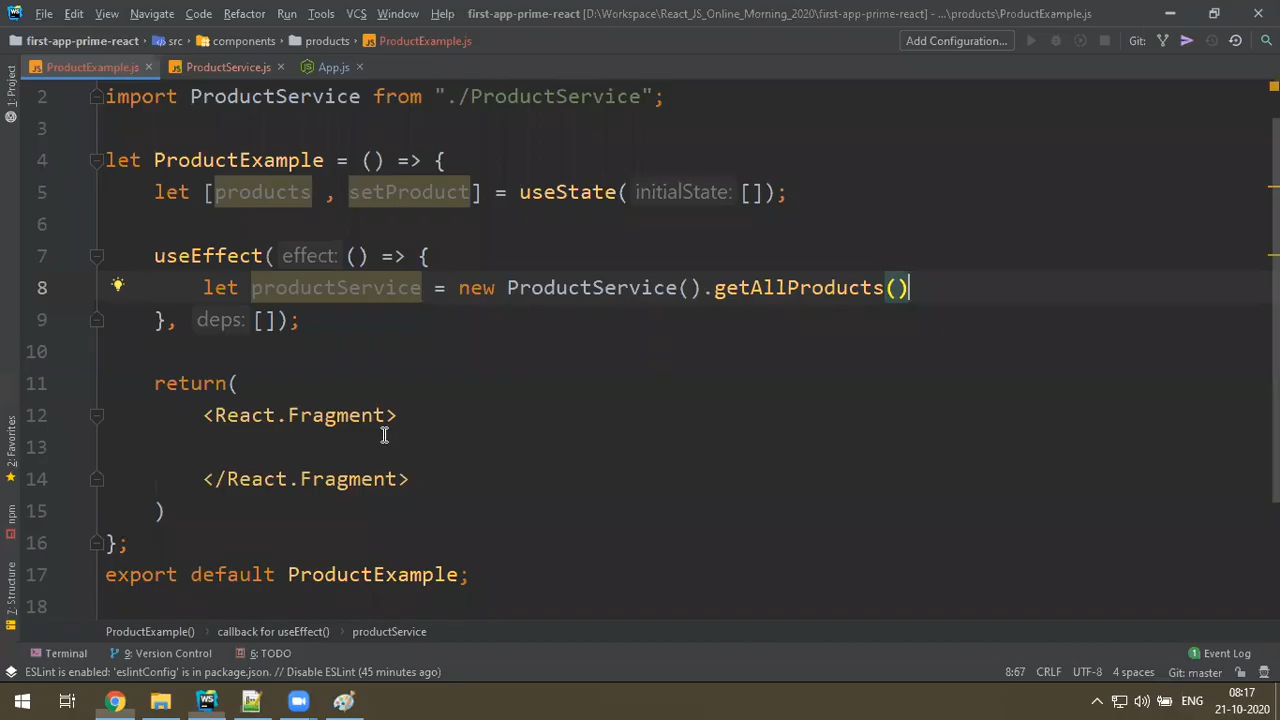 File Edit View Navigate Code Refactor Run Tools VCS Window Help first-app-prime-react [D:\Workspace\React_JS_Online_Morning_2020\first-app-prime-react] - ...\products\ProductExample.js
first-app-prime-react src components products ProductExample.js Add Configuration... Git:
ProductExample.js ProductService.js App.js
1: Project
2: Favorites
npm
7: Structure
2 import ProductService from "./ProductService";
3
4 let ProductExample = () => {
5 let [products , setProduct] = useState( initialState: []);
6
7 useEffect( effect: () => {
8 let productService = new ProductService().getAllProducts()
9 }, deps: []);
10
11 return(
12 <React.Fragment>
13
14 </React.Fragment>
15 )
16 };
17 export default ProductExample;
18
ProductExample() callback for useEffect() productService
Terminal 9: Version Control 6: TODO 1 Event Log
ESLint is enabled: 'eslintConfig' is in package.json. // Disable ESLint (45 minutes ago) 8:67 CRLF UTF-8 4 spaces Git: master
ENG 08:17
21-10-2020